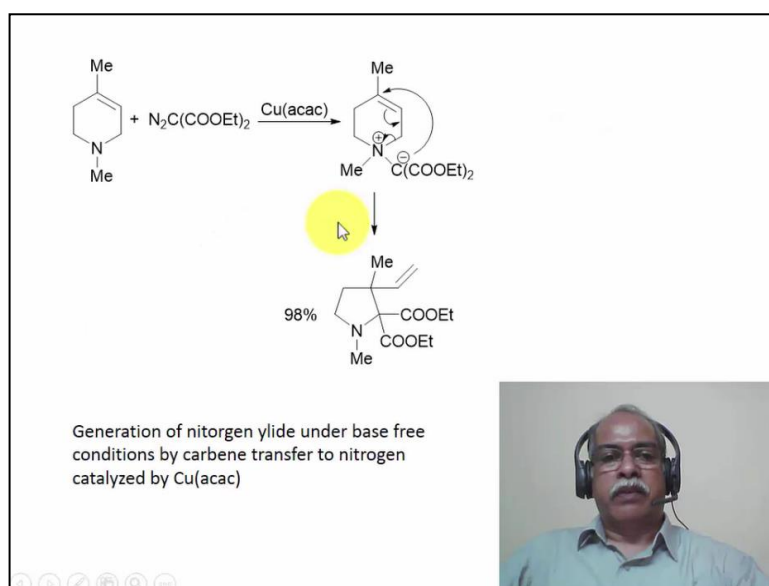 Me
Me
N₂C(COOEt)₂
Cu(acac)
+
N
N
⊕
⊖
Me
Me
C(COOEt)₂
Me
98%
COOEt
N
COOEt
Me
Generation of nitorgen ylide under base free
conditions by carbene transfer to nitrogen
catalyzed by Cu(acac)